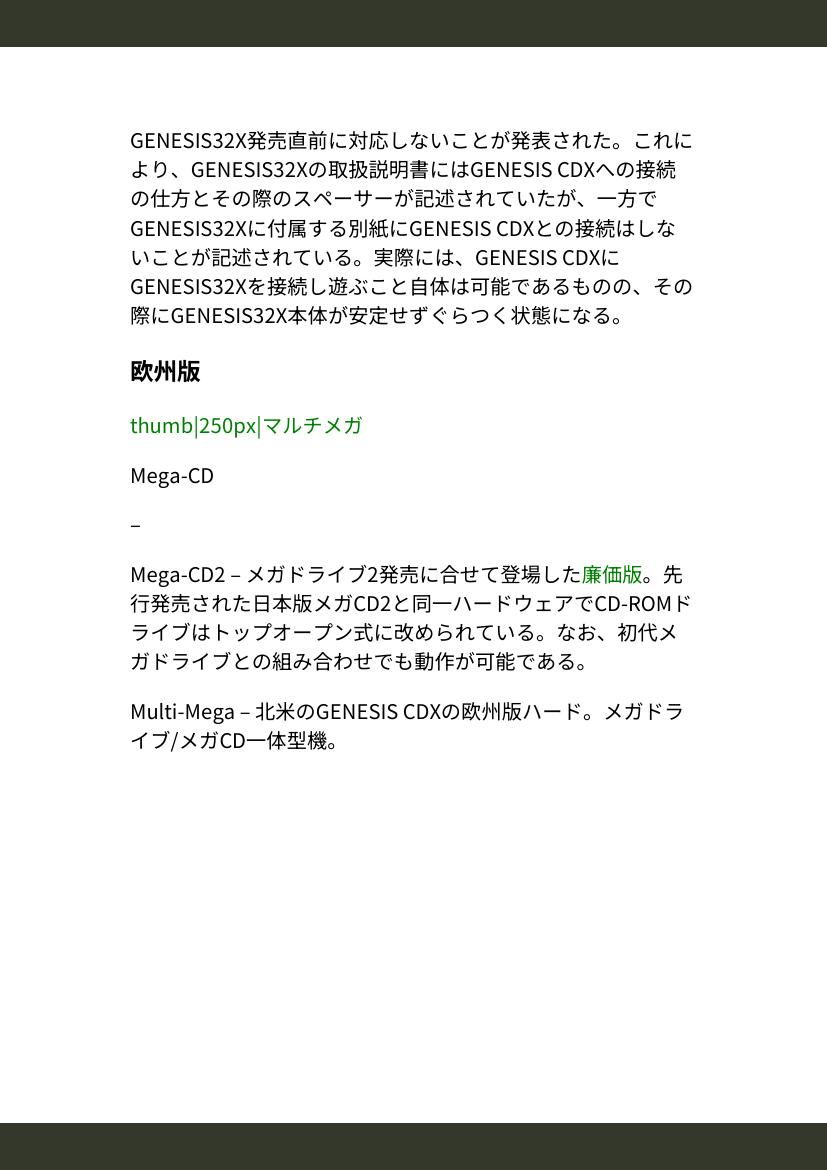 GENESIS32X発売直前に対応しないことが発表された。これに
より、GENESIS32Xの取扱説明書にはGENESIS CDXへの接続
の仕方とその際のスペーサーが記述されていたが、一方で
GENESIS32Xに付属する別紙にGENESIS CDXとの接続はしな
いことが記述されている。実際には、GENESIS CDXに
GENESIS32Xを接続し遊ぶこと自体は可能であるものの、その
際にGENESIS32X本体が安定せずぐらつく状態になる。
欧州版
thumb|250px|マルチメガ
Mega-CD
–
Mega-CD2 – メガドライブ2発売に合せて登場した廉価版。先
行発売された日本版メガCD2と同一ハードウェアでCD-ROMド
ライブはトップオープン式に改められている。なお、初代メ
ガドライブとの組み合わせでも動作が可能である。
Multi-Mega – 北米のGENESIS CDXの欧州版ハード。メガドラ
イブ/メガCD一体型機。